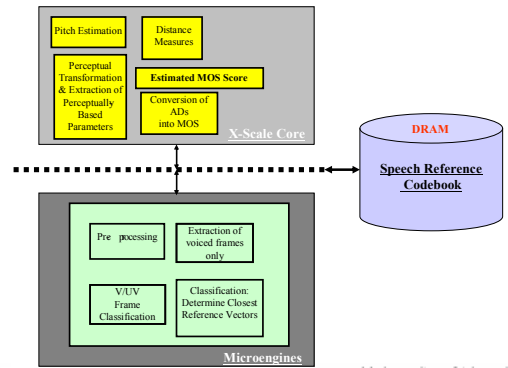 Pitch Estimation
Distance
Measures
Perceptual
Transformation
& Extraction of
Perceptually
Based
Parameters
Estimated MOS Score
Conversion of
ADs
into MOS
X-Scale Core
DRAM
Speech Reference
Codebook
Pre processing
Extraction of
voiced frames
only
V/UV
Frame
Classification
Classification:
Determine Closest
Reference Vectors
Microengines